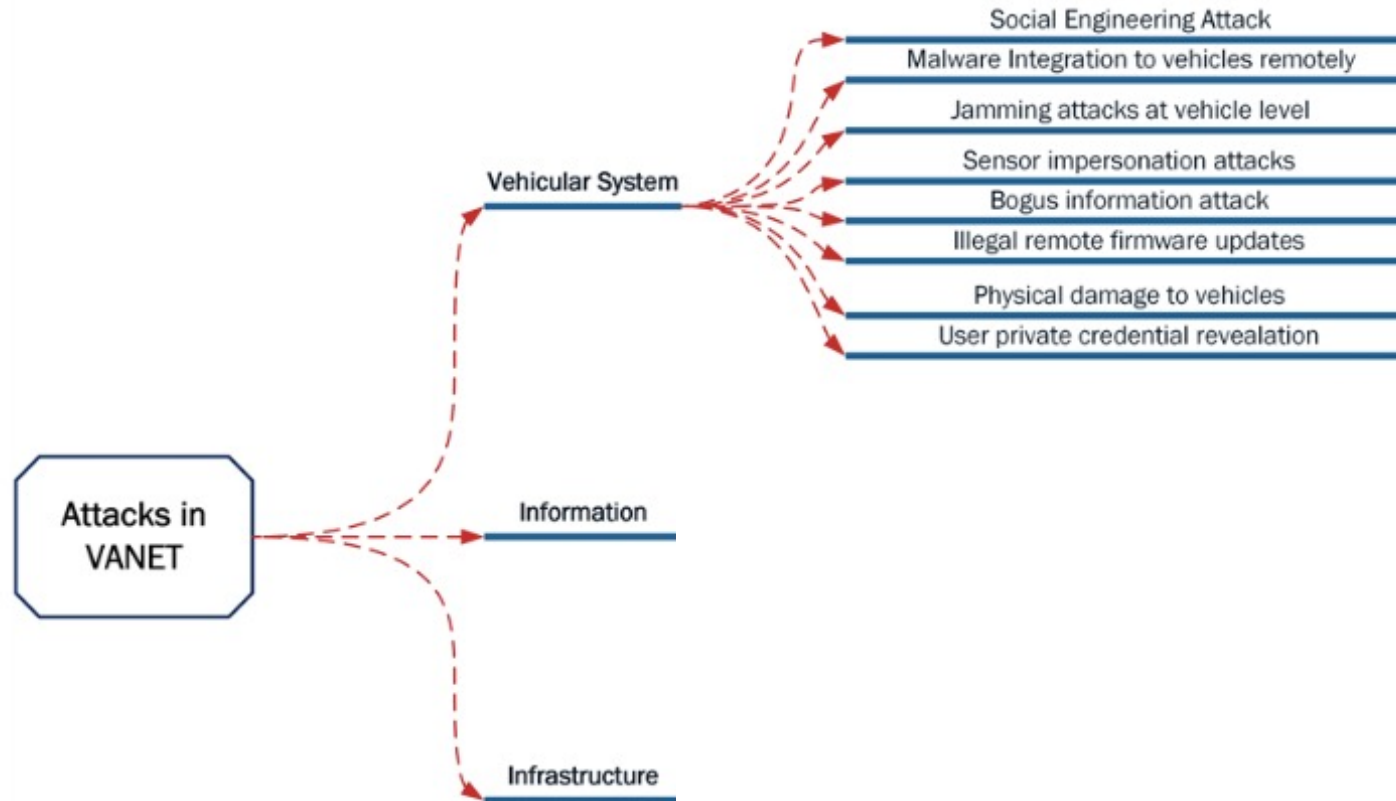 Social Engineering Attack
Malware Integration to vehicles remotely
Jamming attacks at vehicle level
Sensor impersonation attacks
Vehicular System
Bogus information attack
Illegal remote firmware updates
Physical damage to vehicles
User private credential revealation
Attacks in
VANET
Information
Infrastructure